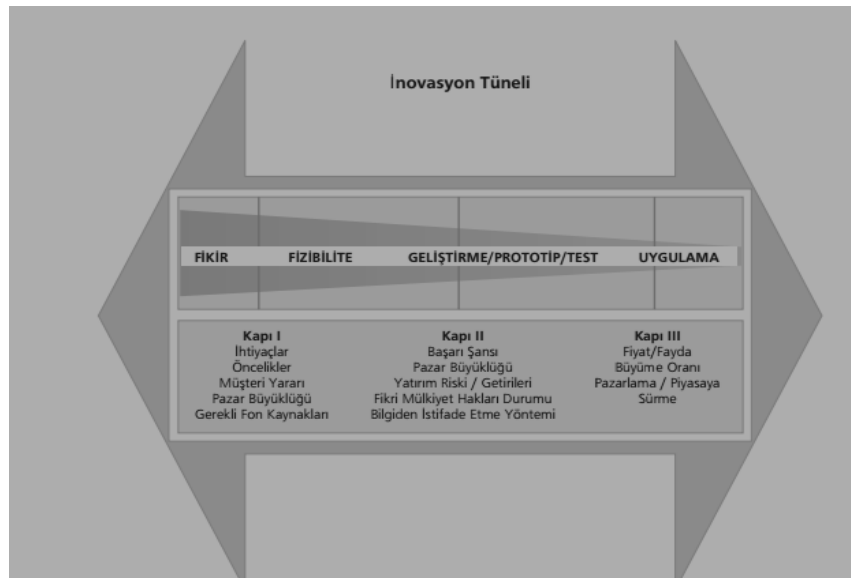 İnovasyon Tüneli
FİKİR FİZİBİLİTE GELİŞTİRME/PROTOTİP/TEST UYGULAMA
Kapı I
İhtiyaçlar
Öncelikler
Müşteri Yararı
Pazar Büyüklüğü
Gerekli Fon Kaynakları
Kapı II
Başarı Şansı
Pazar Büyüklüğü
Yatırım Riski / Getirileri
Fikri Mülkiyet Hakları Durumu
Bilgiden İstifade Etme Yöntemi
Kapı III
Fiyat/Fayda
Büyüme Oranı
Pazarlama / Piyasaya
Sürme